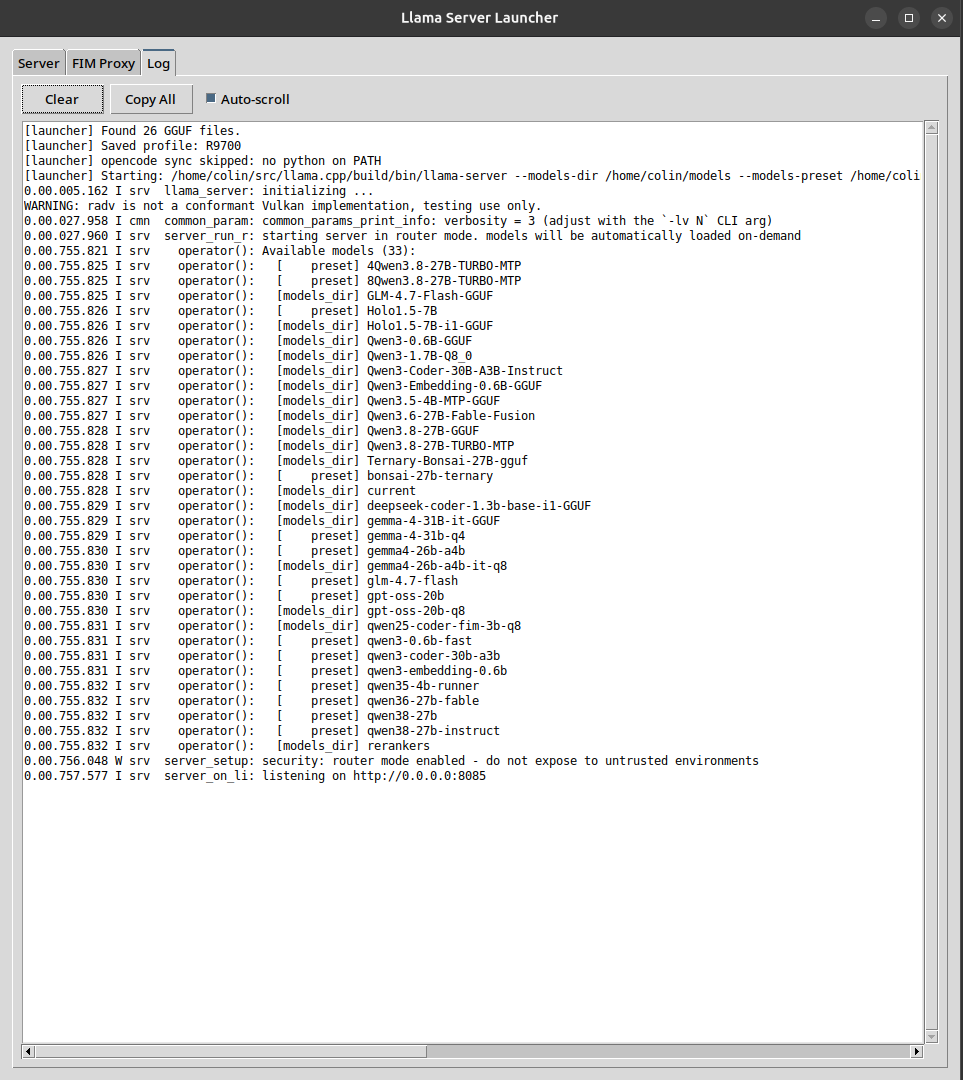 Llama Server Launcher
Server FIM Proxy Log
Clear Copy All Auto-scroll
[launcher] Found 26 GGUF files.
[launcher] Saved profile: R9700
[launcher] opencode sync skipped: no python on PATH
[launcher] Starting: /home/colin/src/llama.cpp/build/bin/llama-server --models-dir /home/colin/models --models-preset /home/coli
0.00.005.162 I srv  llama_server: initializing ...
WARNING: radv is not a conformant Vulkan implementation, testing use only.
0.00.027.958 I cmn  common_param: common_params_print_info: verbosity = 3 (adjust with the `-lv N` CLI arg)
0.00.027.960 I srv  server_run_r: starting server in router mode. models will be automatically loaded on-demand
0.00.755.821 I srv    operator(): Available models (33):
0.00.755.825 I srv    operator():   [    preset] 4Qwen3.8-27B-TURBO-MTP
0.00.755.825 I srv    operator():   [    preset] 8Qwen3.8-27B-TURBO-MTP
0.00.755.825 I srv    operator():   [models_dir] GLM-4.7-Flash-GGUF
0.00.755.826 I srv    operator():   [    preset] Holo1.5-7B
0.00.755.826 I srv    operator():   [models_dir] Holo1.5-7B-i1-GGUF
0.00.755.826 I srv    operator():   [models_dir] Qwen3-0.6B-GGUF
0.00.755.826 I srv    operator():   [models_dir] Qwen3-1.7B-Q8_0
0.00.755.827 I srv    operator():   [models_dir] Qwen3-Coder-30B-A3B-Instruct
0.00.755.827 I srv    operator():   [models_dir] Qwen3-Embedding-0.6B-GGUF
0.00.755.827 I srv    operator():   [models_dir] Qwen3.5-4B-MTP-GGUF
0.00.755.827 I srv    operator():   [models_dir] Qwen3.6-27B-Fable-Fusion
0.00.755.828 I srv    operator():   [models_dir] Qwen3.8-27B-GGUF
0.00.755.828 I srv    operator():   [models_dir] Qwen3.8-27B-TURBO-MTP
0.00.755.828 I srv    operator():   [models_dir] Ternary-Bonsai-27B-gguf
0.00.755.828 I srv    operator():   [    preset] bonsai-27b-ternary
0.00.755.828 I srv    operator():   [models_dir] current
0.00.755.829 I srv    operator():   [models_dir] deepseek-coder-1.3b-base-i1-GGUF
0.00.755.829 I srv    operator():   [models_dir] gemma-4-31B-it-GGUF
0.00.755.829 I srv    operator():   [    preset] gemma-4-31b-q4
0.00.755.830 I srv    operator():   [    preset] gemma4-26b-a4b
0.00.755.830 I srv    operator():   [models_dir] gemma4-26b-a4b-it-q8
0.00.755.830 I srv    operator():   [    preset] glm-4.7-flash
0.00.755.830 I srv    operator():   [    preset] gpt-oss-20b
0.00.755.830 I srv    operator():   [models_dir] gpt-oss-20b-q8
0.00.755.831 I srv    operator():   [models_dir] qwen25-coder-fim-3b-q8
0.00.755.831 I srv    operator():   [    preset] qwen3-0.6b-fast
0.00.755.831 I srv    operator():   [    preset] qwen3-coder-30b-a3b
0.00.755.831 I srv    operator():   [    preset] qwen3-embedding-0.6b
0.00.755.832 I srv    operator():   [    preset] qwen35-4b-runner
0.00.755.832 I srv    operator():   [    preset] qwen36-27b-fable
0.00.755.832 I srv    operator():   [    preset] qwen38-27b
0.00.755.832 I srv    operator():   [    preset] qwen38-27b-instruct
0.00.755.832 I srv    operator():   [models_dir] rerankers
0.00.756.048 W srv  server_setup: security: router mode enabled - do not expose to untrusted environments
0.00.757.577 I srv  server_on_li: listening on http://0.0.0.0:8085